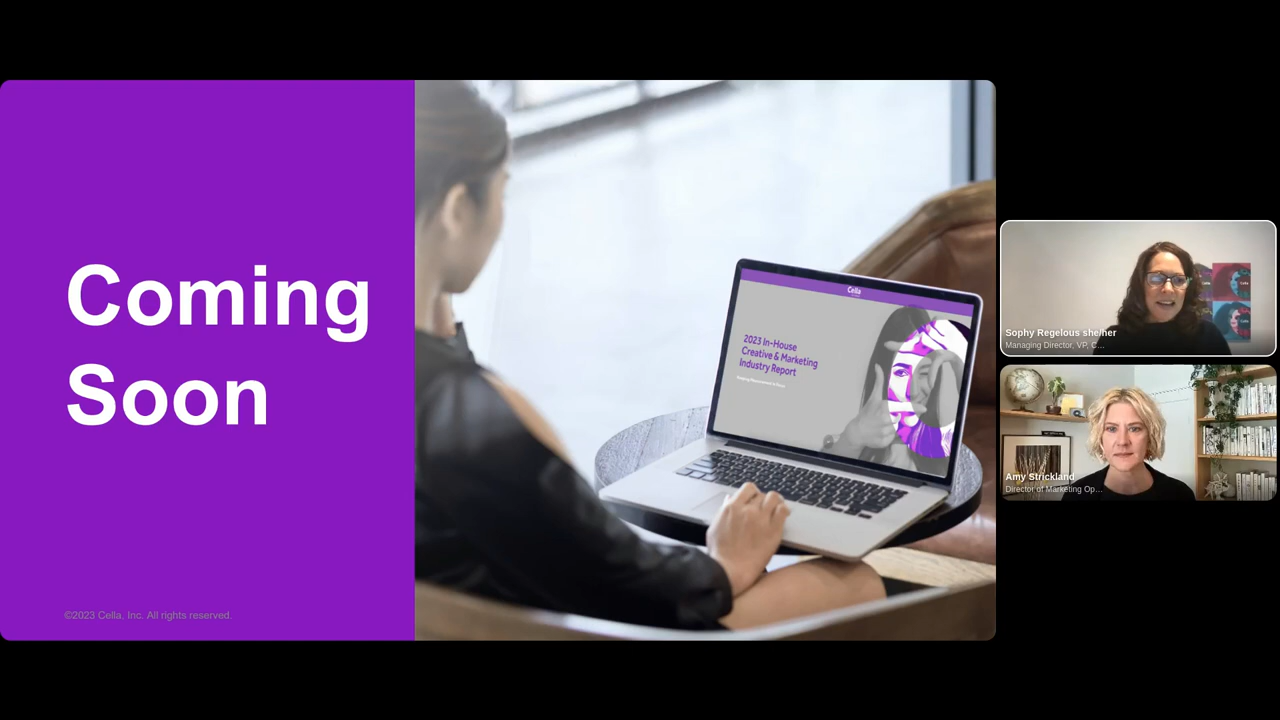 Coming
Soon
©2023 Cella, Inc. All rights reserved.
Cella
2023 In-House
Creative & Marketing
Industry Report
Sophy Regelous she/her
Managing Director, VP, C...
Amy Strickland
Director of Marketing Op...